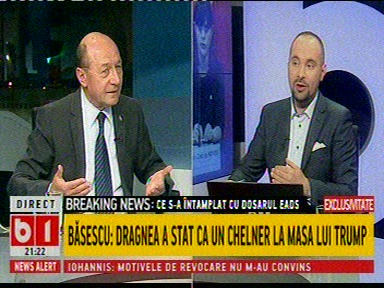 DIRECT
BREAKING NEWS: CE S-A ÎNTAMPLAT CU DOSARUL EADS
EXCLUSIVITATE
b1
21:22
BĂSESCU: DRAGNEA A STAT CA UN CHELNER LA MASA LUI TRUMP
NEWS ALERT
IOHANNIS: MOTIVELE DE REVOCARE NU M-AU CONVINS